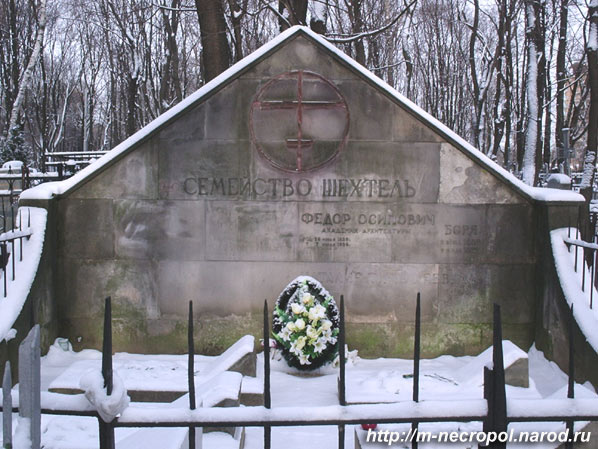 СЕМЕЙСТВО ШЕХТЕЛЬ
ФЕДОР ОСИПОВИЧ
АКАДЕМИК АРХИТЕКТУРЫ
БОРЯ
http://m-necropol.narod.ru